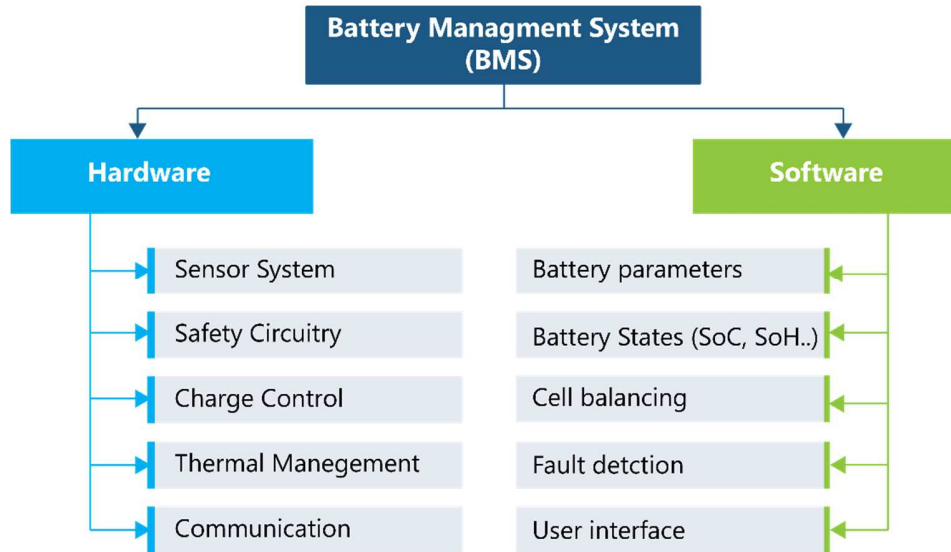 Battery Managment System
(BMS)
Hardware
Software
Sensor System
Safety Circuitry
Charge Control
Thermal Manegement
Communication
Battery parameters
Battery States (SoC, SoH..)
Cell balancing
Fault detction
User interface